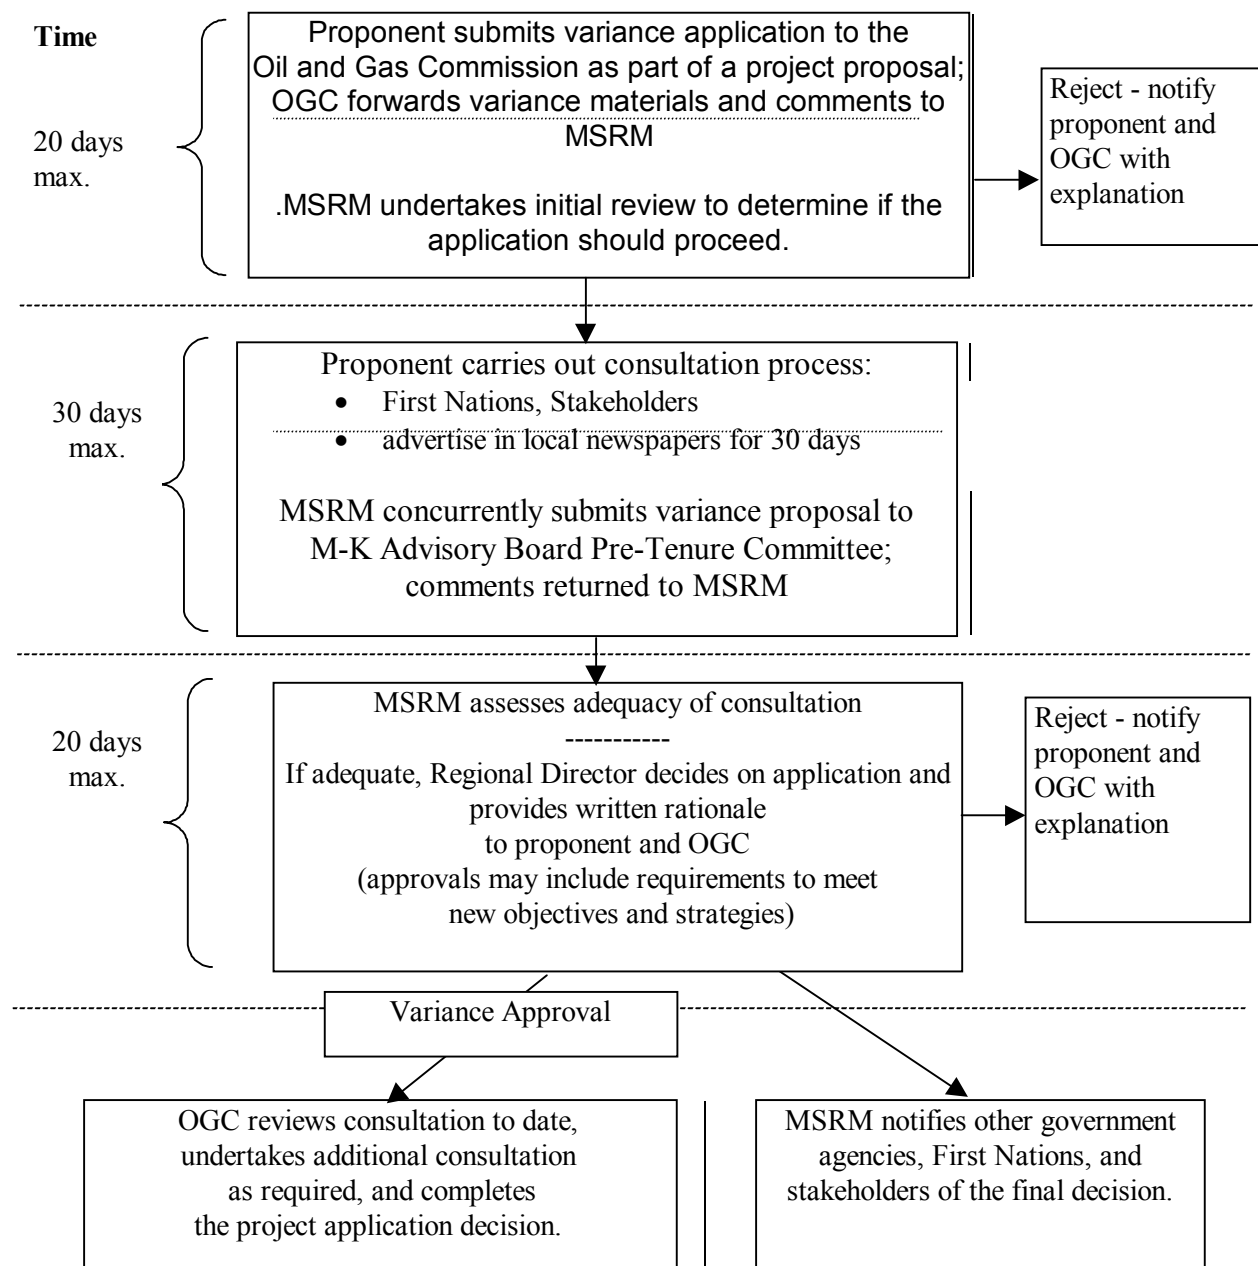 Time
20 days
max.
Proponent submits variance application to the
Oil and Gas Commission as part of a project proposal;
OGC forwards variance materials and comments to
MSRM
.MSRM undertakes initial review to determine if the
application should proceed.
Reject - notify
proponent and
OGC with
explanation
30 days
max.
Proponent carries out consultation process:
• First Nations, Stakeholders
• advertise in local newspapers for 30 days
MSRM concurrently submits variance proposal to
M-K Advisory Board Pre-Tenure Committee;
comments returned to MSRM
20 days
max.
MSRM assesses adequacy of consultation
-----------
If adequate, Regional Director decides on application and
provides written rationale
to proponent and OGC
(approvals may include requirements to meet
new objectives and strategies)
Reject - notify
proponent and
OGC with
explanation
Variance Approval
OGC reviews consultation to date,
undertakes additional consultation
as required, and completes
the project application decision.
MSRM notifies other government
agencies, First Nations, and
stakeholders of the final decision.